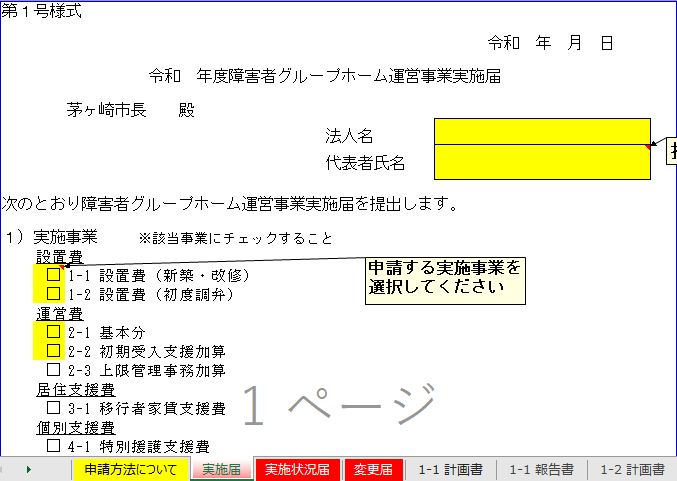 第１号様式
令和　年　月　日
令和　年度障害者グループホーム運営事業実施届
茅ヶ崎市長　　殿
法人名
代表者氏名
次のとおり障害者グループホーム運営事業実施届を提出します。
１）実施事業　　※該当事業にチェックすること
設置費
□ 1-1 設置費（新築・改修）
□ 1-2 設置費（初度調弁）
申請する実施事業を
選択してください
運営費
□ 2-1 基本分
□ 2-2 初期受入支援加算
□ 2-3 上限管理事務加算
居住支援費
□ 3-1 移行者家賃支援費
個別支援費
□ 4-1 特別援護支援費
1 ページ
申請方法について　実施届　実施状況届　変更届　1-1 計画書　1-1 報告書　1-2 計画書